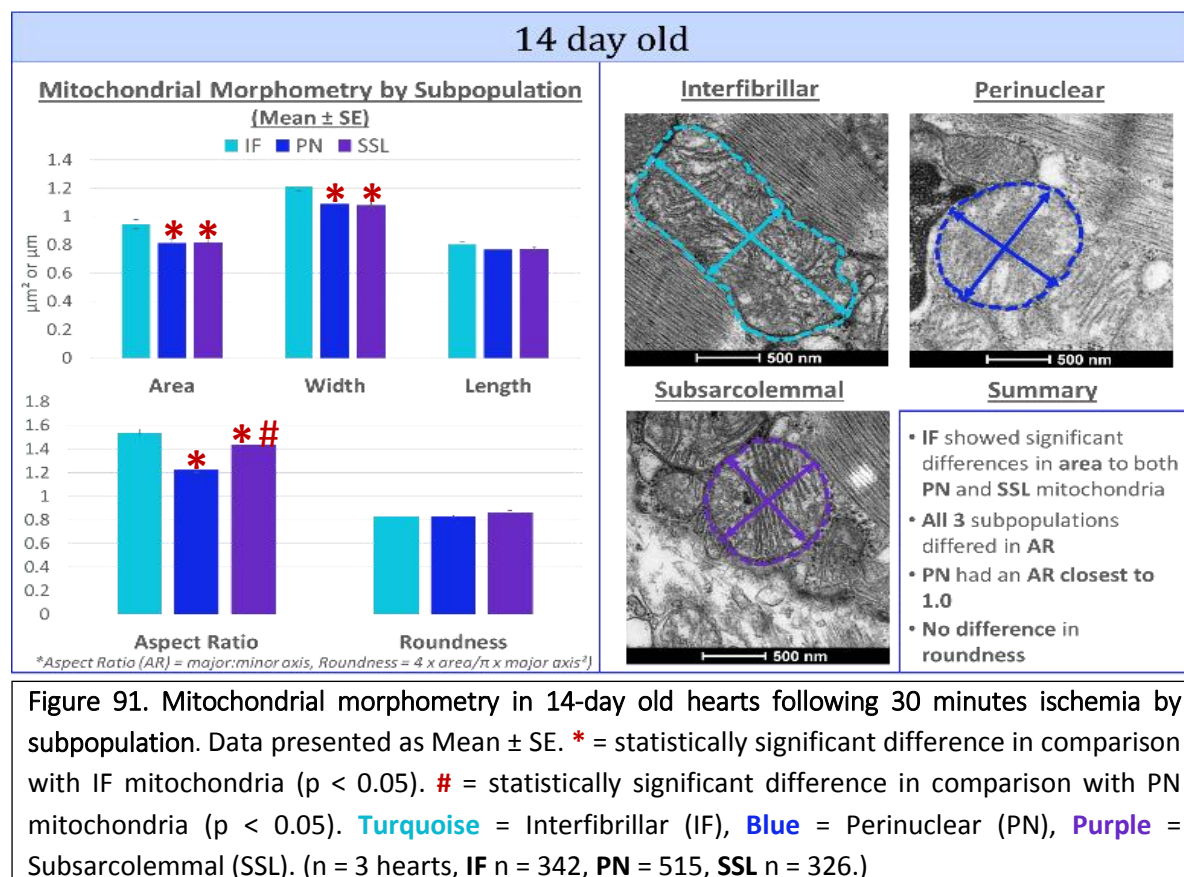 14 day old
Mitochondrial Morphometry by Subpopulation
(Mean ± SE)
IF PN SSL
1.4
1.2
1
0.8
0.6
0.4
0.2
0
µm² or µm
* * * *
Area Width Length
1.8
1.6
1.4
1.2
1
0.8
0.6
0.4
0.2
0
* * #
Aspect Ratio Roundness
*Aspect Ratio (AR) = major:minor axis, Roundness = 4 x area/π x major axis²)
Interfibrillar Perinuclear
500 nm 500 nm
Subsarcolemmal
500 nm
Summary
• IF showed significant
differences in area to both
PN and SSL mitochondria
• All 3 subpopulations
differed in AR
• PN had an AR closest to
1.0
• No difference in
roundness
Figure 91. Mitochondrial morphometry in 14-day old hearts following 30 minutes ischemia by
subpopulation. Data presented as Mean ± SE. * = statistically significant difference in comparison
with IF mitochondria (p < 0.05). # = statistically significant difference in comparison with PN
mitochondria (p < 0.05). Turquoise = Interfibrillar (IF), Blue = Perinuclear (PN), Purple =
Subsarcolemmal (SSL). (n = 3 hearts, IF n = 342, PN = 515, SSL n = 326.)